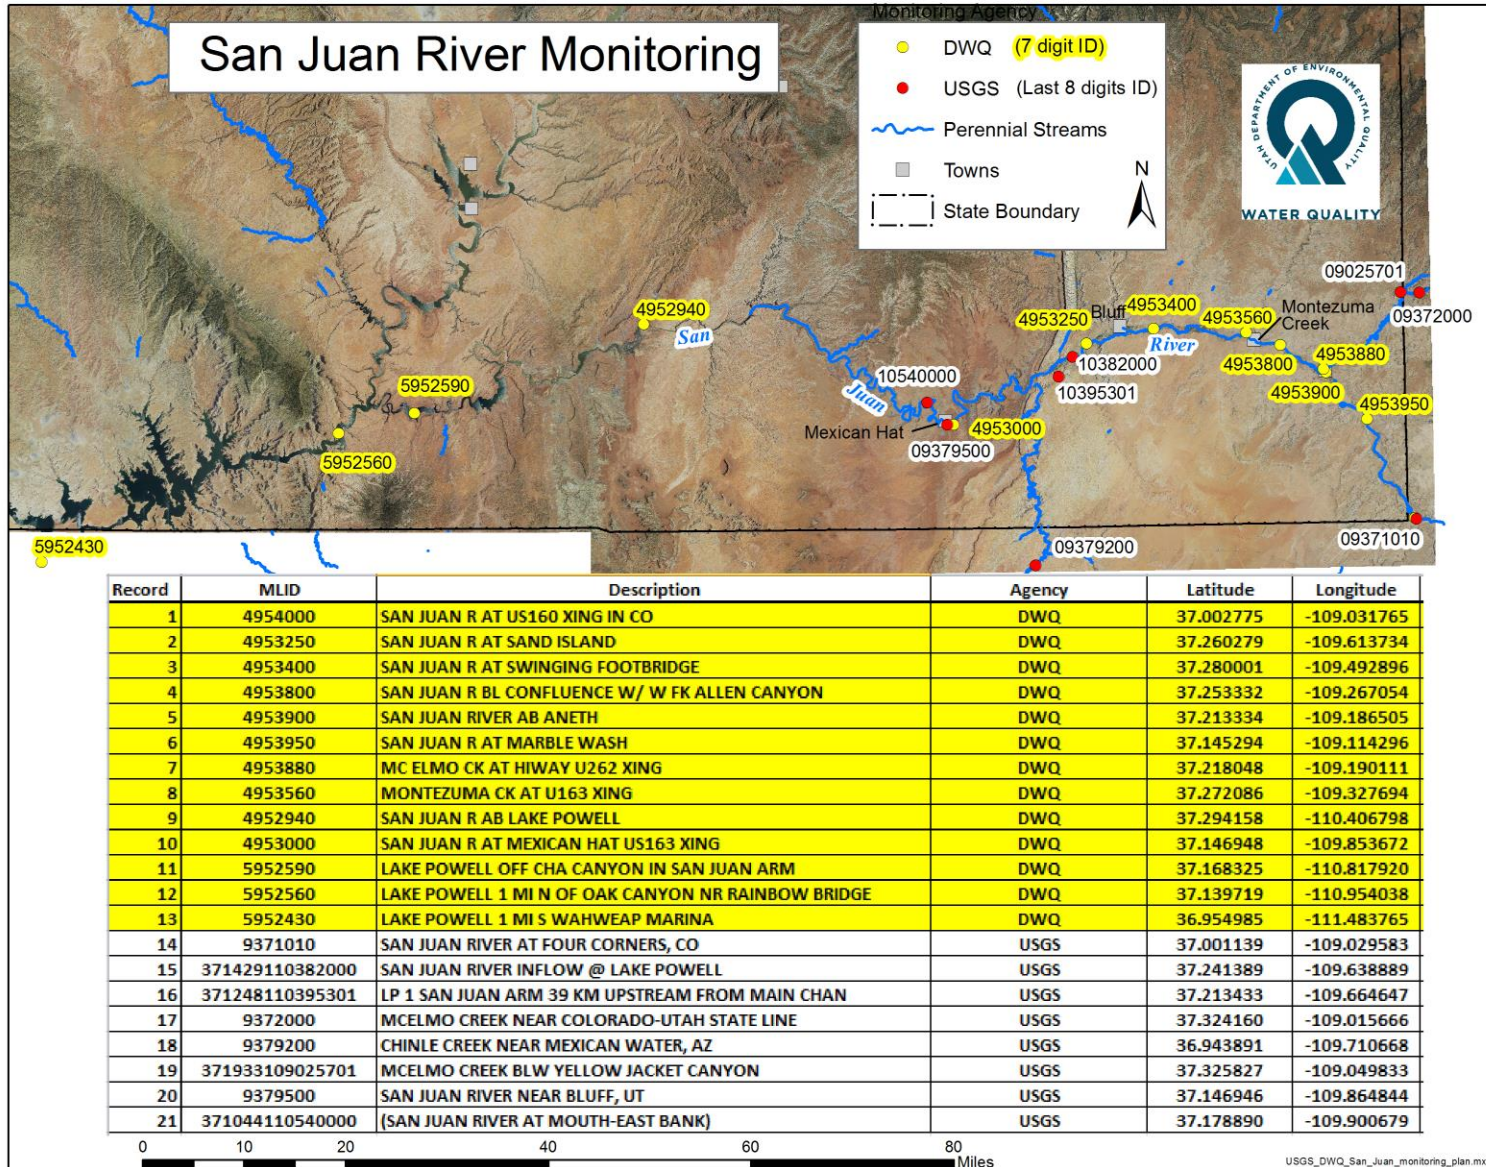 San Juan River Monitoring
Monitoring Agency
DWQ (7 digit ID)
USGS (Last 8 digits ID)
Perennial Streams
Towns
State Boundary
N
UTAH DEPARTMENT OF ENVIRONMENTAL QUALITY
WATER QUALITY
09025701
09372000
4952940
San
4953250
Bluff
4953400
4953560
Montezuma
Creek
River
4953800
4953880
10382000
10395301
4953900
4953950
5952590
10540000
Juan
Mexican Hat
4953000
09379500
5952560
5952430
09379200
09371010
Record MLID Description Agency Latitude Longitude
1 4954000 SAN JUAN R AT US160 XING IN CO DWQ 37.002775 -109.031765
2 4953250 SAN JUAN R AT SAND ISLAND DWQ 37.260279 -109.613734
3 4953400 SAN JUAN R AT SWINGING FOOTBRIDGE DWQ 37.280001 -109.492896
4 4953800 SAN JUAN R BL CONFLUENCE W/ W FK ALLEN CANYON DWQ 37.253332 -109.267054
5 4953900 SAN JUAN RIVER AB ANETH DWQ 37.213334 -109.186505
6 4953950 SAN JUAN R AT MARBLE WASH DWQ 37.145294 -109.114296
7 4953880 MC ELMO CK AT HIWAY U262 XING DWQ 37.218048 -109.190111
8 4953560 MONTEZUMA CK AT U163 XING DWQ 37.272086 -109.327694
9 4952940 SAN JUAN R AB LAKE POWELL DWQ 37.294158 -110.406798
10 4953000 SAN JUAN R AT MEXICAN HAT US163 XING DWQ 37.146948 -109.853672
11 5952590 LAKE POWELL OFF CHA CANYON IN SAN JUAN ARM DWQ 37.168325 -110.817920
12 5952560 LAKE POWELL 1 MI N OF OAK CANYON NR RAINBOW BRIDGE DWQ 37.139719 -110.954038
13 5952430 LAKE POWELL 1 MI S WAHWEAP MARINA DWQ 36.954985 -111.483765
14 9371010 SAN JUAN RIVER AT FOUR CORNERS, CO USGS 37.001139 -109.029583
15 371429110382000 SAN JUAN RIVER INFLOW @ LAKE POWELL USGS 37.241389 -109.638889
16 371248110395301 LP 1 SAN JUAN ARM 39 KM UPSTREAM FROM MAIN CHAN USGS 37.213433 -109.664647
17 9372000 MCELMO CREEK NEAR COLORADO-UTAH STATE LINE USGS 37.324160 -109.015666
18 9379200 CHINLE CREEK NEAR MEXICAN WATER, AZ USGS 36.943891 -109.710668
19 371933109025701 MCELMO CREEK BLW YELLOW JACKET CANYON USGS 37.325827 -109.049833
20 9379500 SAN JUAN RIVER NEAR BLUFF, UT USGS 37.146946 -109.864844
21 371044110540000 (SAN JUAN RIVER AT MOUTH-EAST BANK) USGS 37.178890 -109.900679
0 10 20 40 60 80
Miles
USGS_DWQ_San_Juan_monitoring_plan.mx